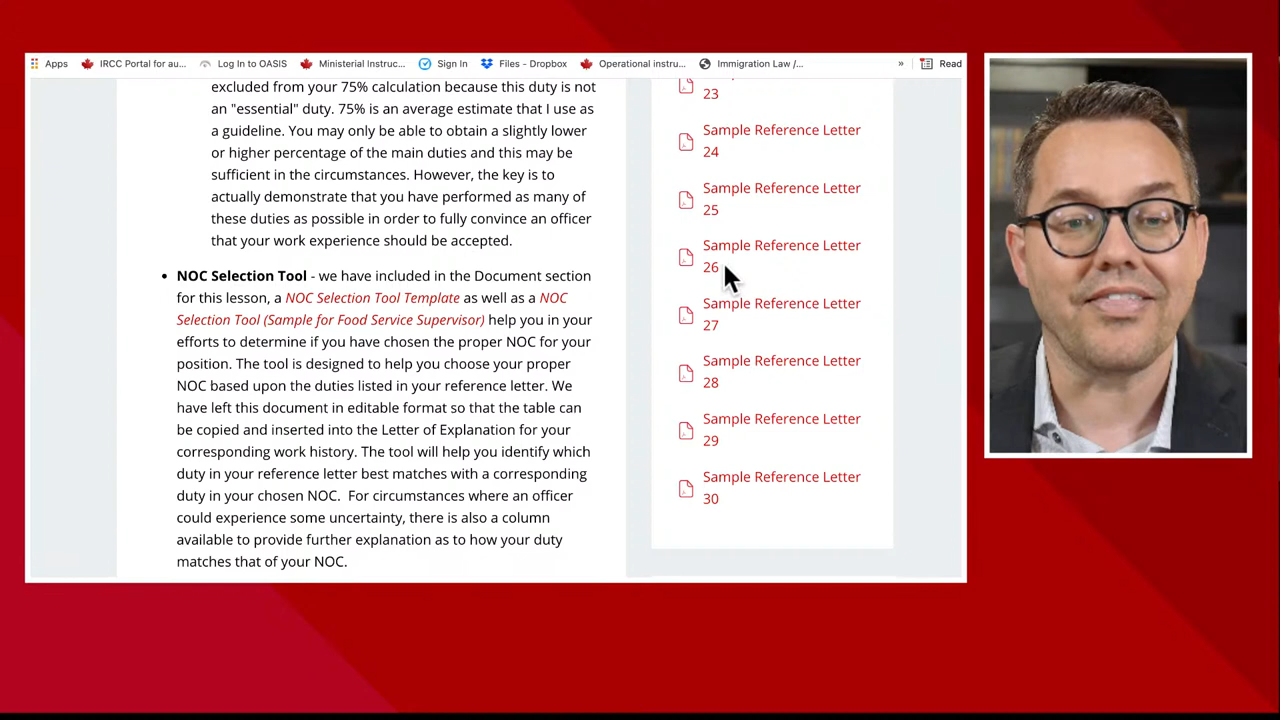 Apps
IRCC Portal for au...
Log In to OASIS
Ministerial Instruc...
Sign In
Files - Dropbox
Operational instru...
Immigration Law /...
»
Read
excluded from your 75% calculation because this duty is not
an "essential" duty. 75% is an average estimate that I use as
a guideline. You may only be able to obtain a slightly lower
or higher percentage of the main duties and this may be
sufficient in the circumstances. However, the key is to
actually demonstrate that you have performed as many of
these duties as possible in order to fully convince an officer
that your work experience should be accepted.
• NOC Selection Tool - we have included in the Document section
for this lesson, a NOC Selection Tool Template as well as a NOC
Selection Tool (Sample for Food Service Supervisor) help you in your
efforts to determine if you have chosen the proper NOC for your
position. The tool is designed to help you choose your proper
NOC based upon the duties listed in your reference letter. We
have left this document in editable format so that the table can
be copied and inserted into the Letter of Explanation for your
corresponding work history. The tool will help you identify which
duty in your reference letter best matches with a corresponding
duty in your chosen NOC. For circumstances where an officer
could experience some uncertainty, there is also a column
available to provide further explanation as to how your duty
matches that of your NOC.
23
Sample Reference Letter
24
Sample Reference Letter
25
Sample Reference Letter
26
Sample Reference Letter
27
Sample Reference Letter
28
Sample Reference Letter
29
Sample Reference Letter
30